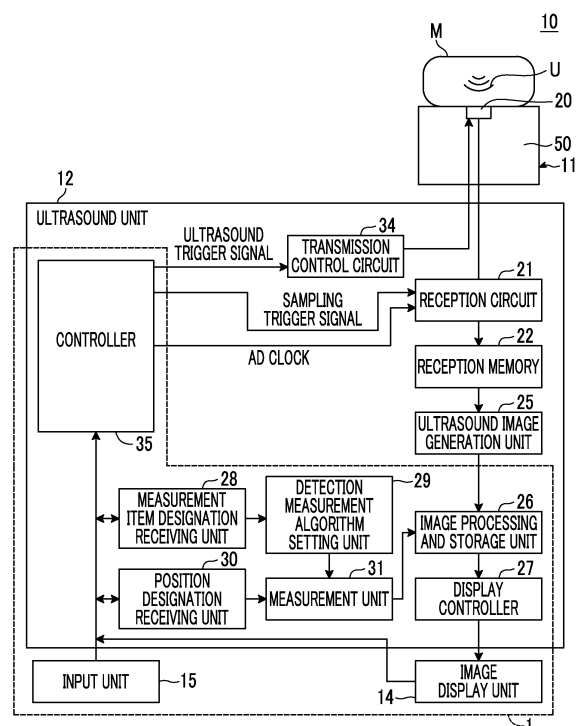 10
M
U
20
50
11
12
ULTRASOUND UNIT
34
ULTRASOUND
TRIGGER SIGNAL
TRANSMISSION
CONTROL CIRCUIT
21
RECEPTION CIRCUIT
SAMPLING
TRIGGER SIGNAL
CONTROLLER
AD CLOCK
22
RECEPTION MEMORY
35
25
ULTRASOUND IMAGE
GENERATION UNIT
28
MEASUREMENT
ITEM DESIGNATION
RECEIVING UNIT
29
DETECTION
MEASUREMENT
ALGORITHM
SETTING UNIT
26
IMAGE PROCESSING
AND STORAGE UNIT
30
POSITION
DESIGNATION
RECEIVING UNIT
31
MEASUREMENT UNIT
27
DISPLAY
CONTROLLER
INPUT UNIT
15
14
IMAGE
DISPLAY UNIT
1